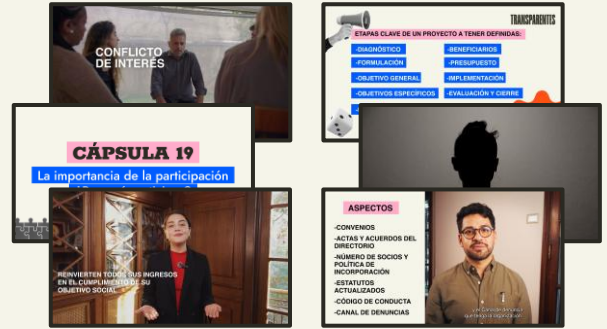 CONFLICTO
DE INTERÉS
TRANSPARENTES
ETAPAS CLAVE DE UN PROYECTO A TENER DEFINIDAS:
-DIAGNÓSTICO
-FORMULACIÓN
-OBJETIVO GENERAL
-OBJETIVOS ESPECÍFICOS
-BENEFICIARIOS
-PRESUPUESTO
-IMPLEMENTACIÓN
-EVALUACIÓN Y CIERRE
CÁPSULA 19
La importancia de la participación
REINVIERTEN TODOS SUS INGRESOS
EN EL CUMPLIMIENTO DE SU
OBJETIVO SOCIAL
ASPECTOS
-CONVENIOS
-ACTAS Y ACUERDOS DEL
DIRECTORIO
-NÚMERO DE SOCIOS Y
POLÍTICA DE
INCORPORACIÓN
-ESTATUTOS
ACTUALIZADOS
-CÓDIGO DE CONDUCTA
-CANAL DE DENUNCIAS